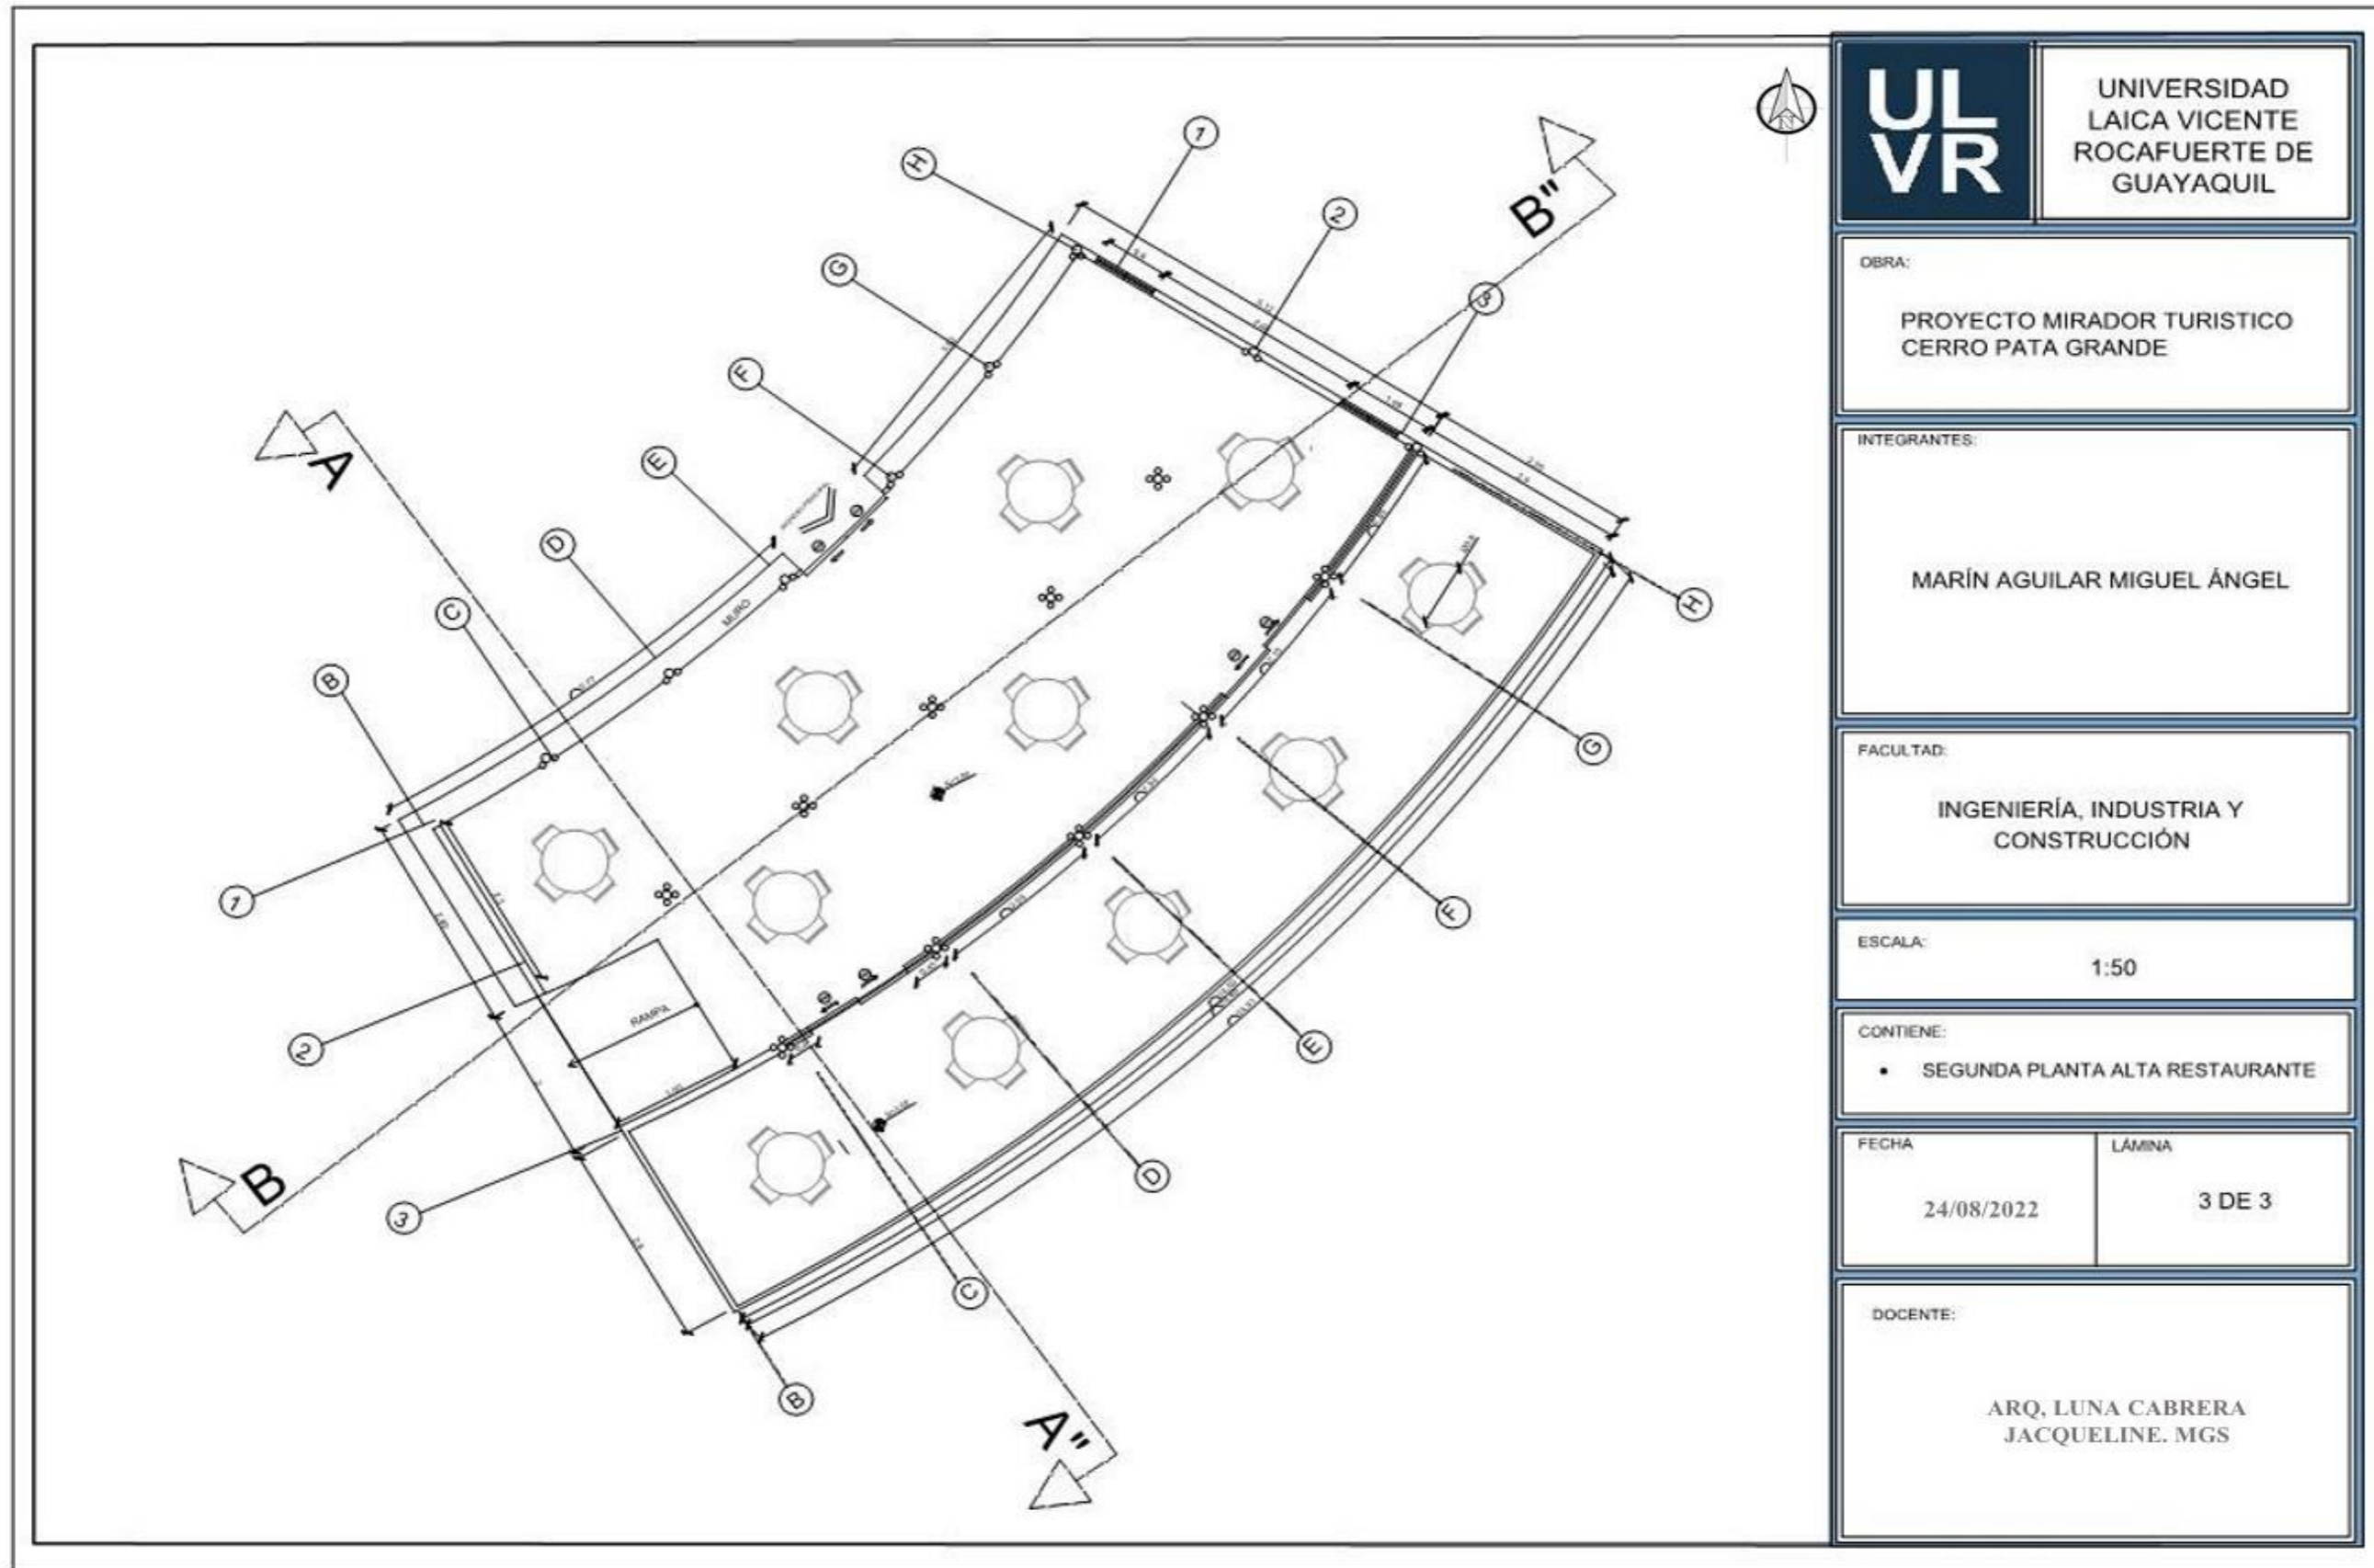 UL
VR
UNIVERSIDAD
LAICA VICENTE
ROCAFUERTE DE
GUAYAQUIL
OBRA:
PROYECTO MIRADOR TURISTICO
CERRO PATA GRANDE
INTEGRANTES:
MARÍN AGUILAR MIGUEL ÁNGEL
FACULTAD:
INGENIERÍA, INDUSTRIA Y
CONSTRUCCIÓN
ESCALA:
1:50
CONTIENE:
• SEGUNDA PLANTA ALTA RESTAURANTE
FECHA
24/08/2022
LÁMINA
3 DE 3
DOCENTE:
ARQ, LUNA CABRERA
JACQUELINE. MGS
N
1
H
2
B"
G
3
F
A
E
D
MURO
C
B
H
G
1
F
2
RAMPA
E
B
3
D
C
B
A"